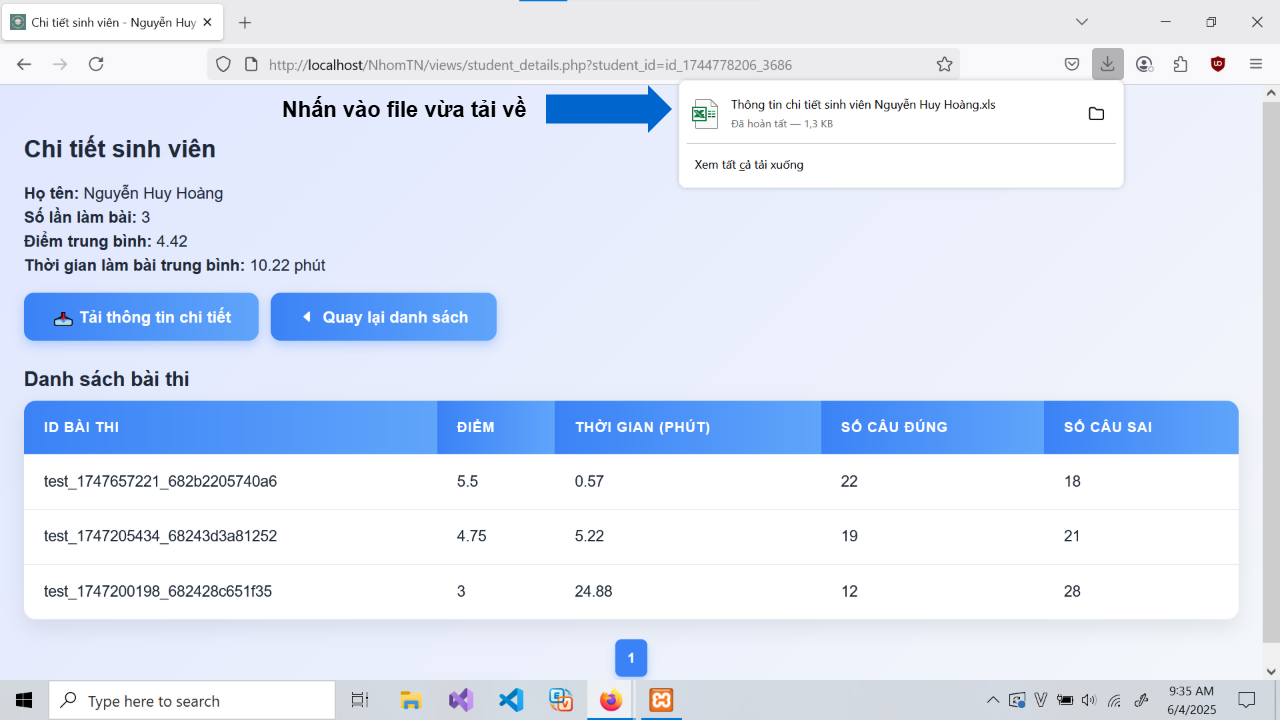 Chi tiết sinh viên - Nguyễn Huy
http://localhost/NhomTN/views/student_details.php?student_id=id_1744778206_3686
Nhấn vào file vừa tải về
Thông tin chi tiết sinh viên Nguyễn Huy Hoàng.xls
Đã hoàn tất — 1,3 KB
Xem tất cả tải xuống
Chi tiết sinh viên
Họ tên: Nguyễn Huy Hoàng
Số lần làm bài: 3
Điểm trung bình: 4.42
Thời gian làm bài trung bình: 10.22 phút
Tải thông tin chi tiết
Quay lại danh sách
Danh sách bài thi
ID BÀI THI ĐIỂM THỜI GIAN (PHÚT) SỐ CÂU ĐÚNG SỐ CÂU SAI
test_1747657221_682b2205740a6 5.5 0.57 22 18
test_1747205434_68243d3a81252 4.75 5.22 19 21
test_1747200198_682428c651f35 3 24.88 12 28
1
Type here to search
9:35 AM
6/4/2025